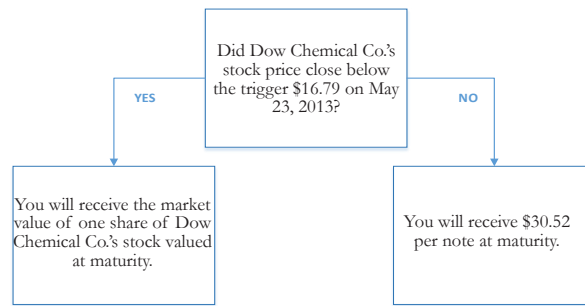 Did Dow Chemical Co.'s
stock price close below
the trigger $16.79 on May
23, 2013?
YES
NO
You will receive the market
value of one share of Dow
Chemical Co.'s stock valued
at maturity.
You will receive $30.52
per note at maturity.